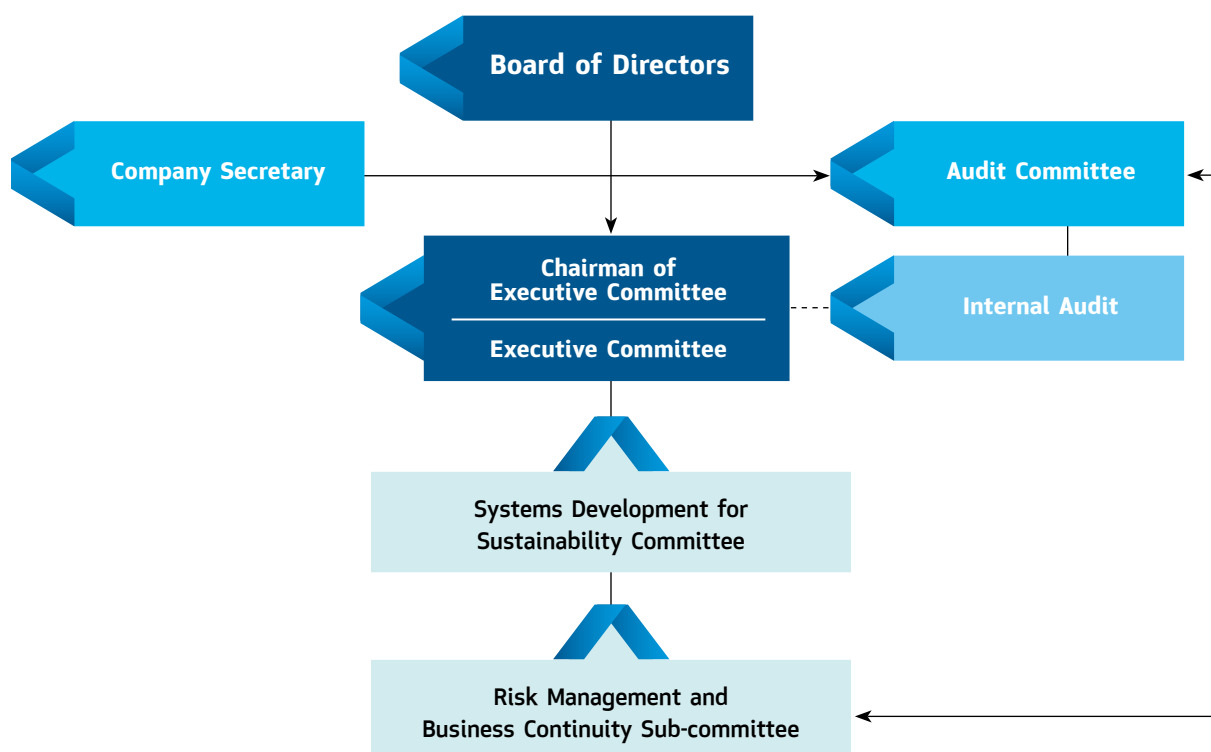 Board of Directors
Company Secretary
Audit Committee
Chairman of
Executive Committee
Executive Committee
Internal Audit
Systems Development for
Sustainability Committee
Risk Management and
Business Continuity Sub-committee